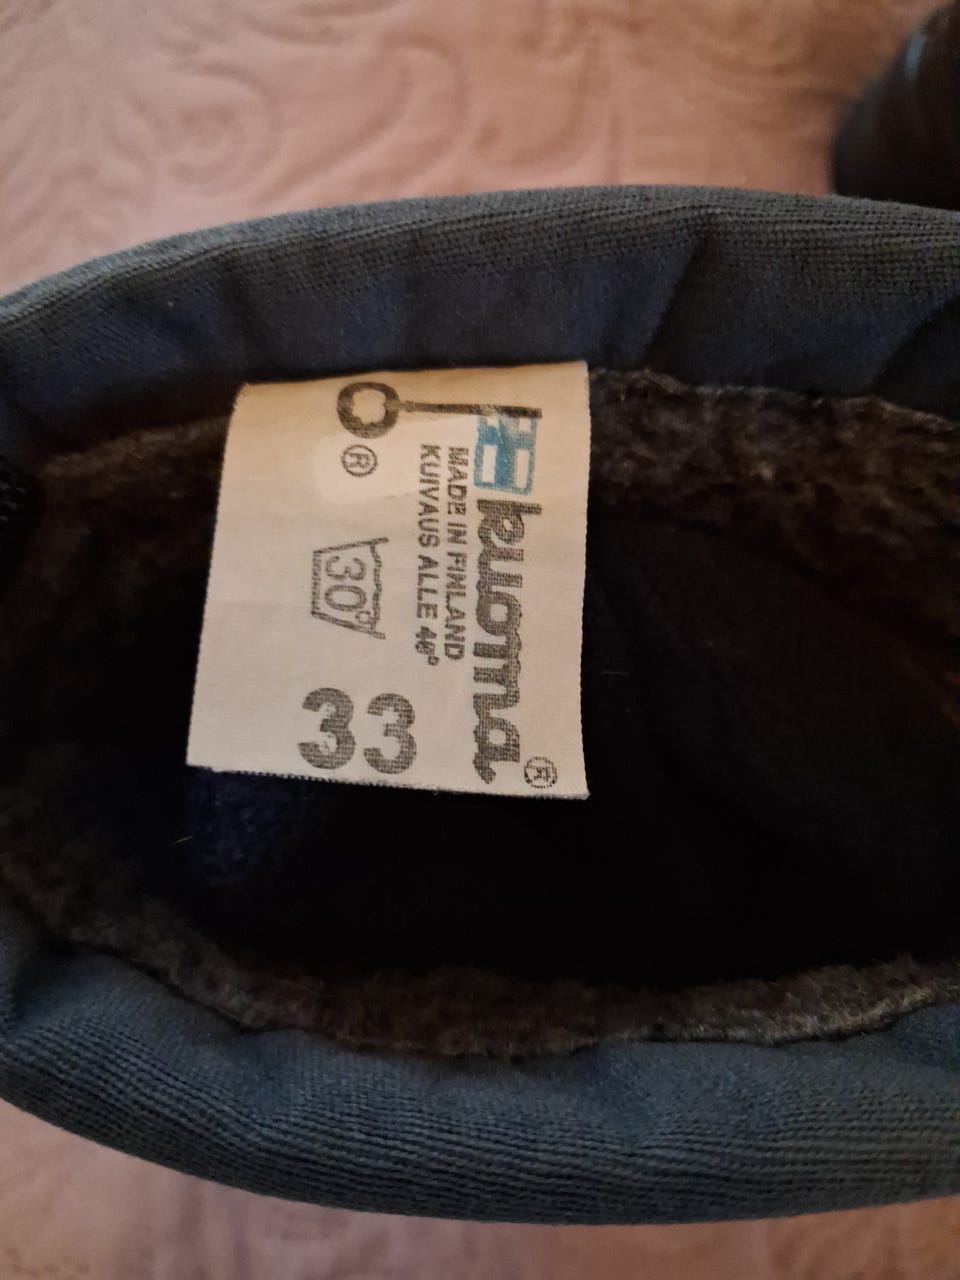 kuoma®
MADE IN FINLAND
KUIVAUS ALLE 40°
®
30°
33